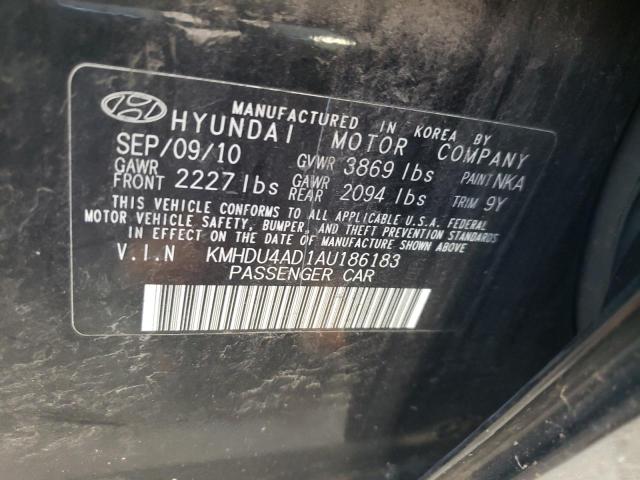 MANUFACTURED IN KOREA BY
HYUNDAI MOTOR COMPANY
SEP/09/10 GVWR 3869 lbs PAINT NKA
GAWR FRONT 2227 lbs GAWR REAR 2094 lbs TRIM 9Y
THIS VEHICLE CONFORMS TO ALL APPLICABLE U.S.A. FEDERAL
MOTOR VEHICLE SAFETY, BUMPER, AND THEFT PREVENTION STANDARDS
IN EFFECT ON THE DATE OF MANUFACTURE SHOWN ABOVE.
V.I.N KMHDU4AD1AU186183
PASSENGER CAR